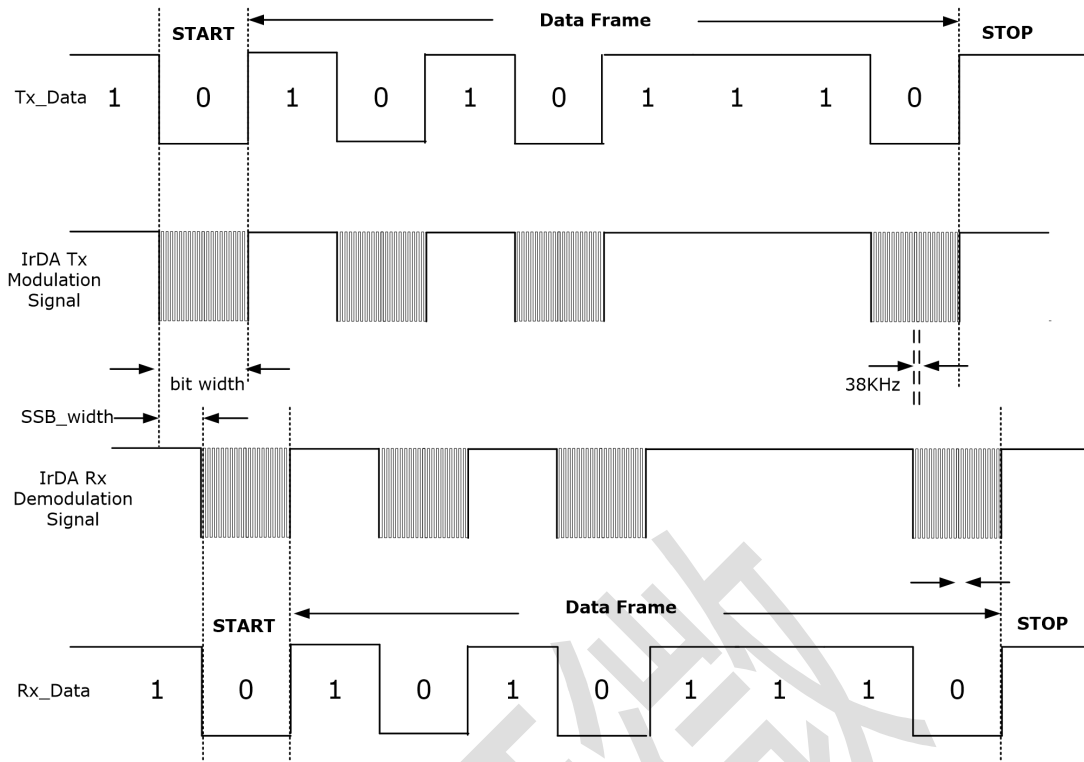 START
Data Frame
STOP
Tx_Data
1 0 1 0 1 0 1 1 1 0
IrDA Tx
Modulation
Signal
bit width
38KHz
SSB_width
IrDA Rx
Demodulation
Signal
START
Data Frame
STOP
Rx_Data
1 0 1 0 1 0 1 1 1 0